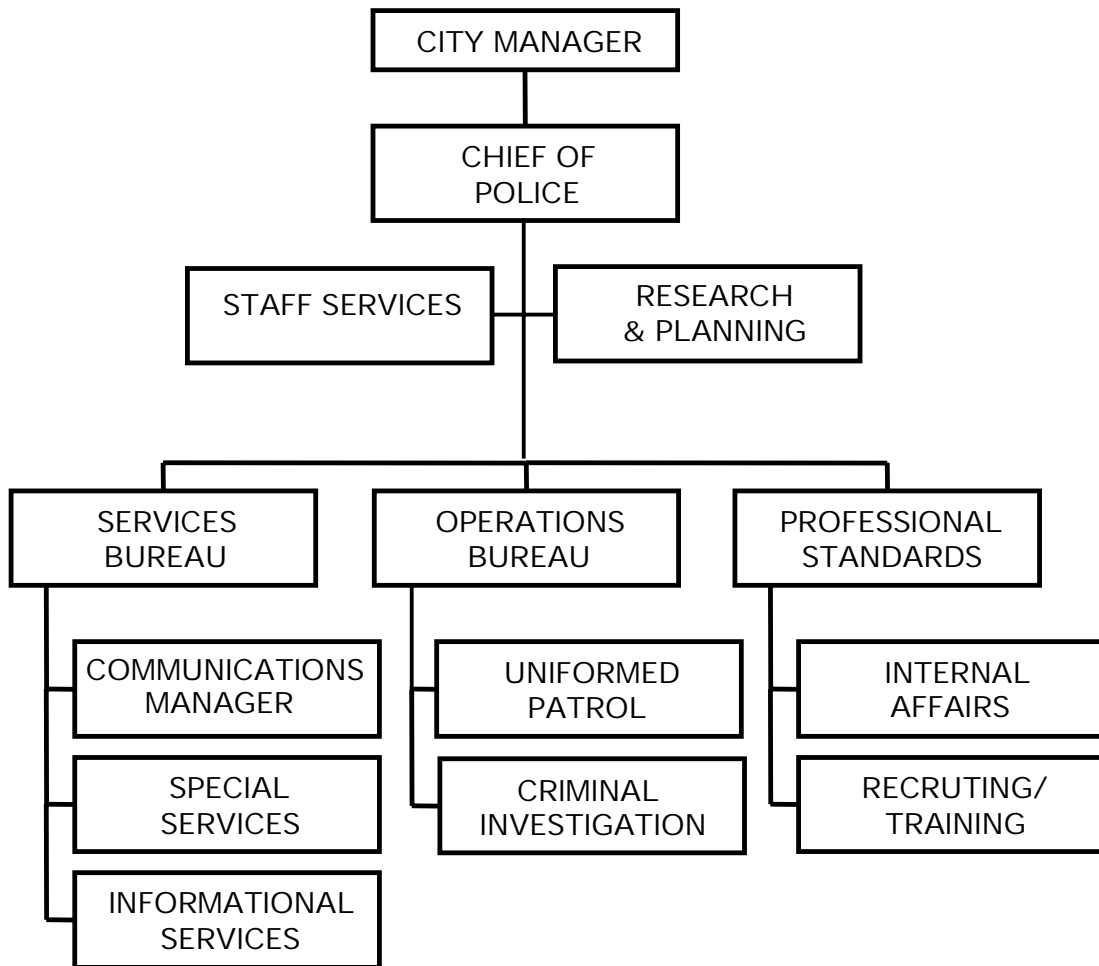 CITY MANAGER
CHIEF OF
POLICE
STAFF SERVICES
RESEARCH
& PLANNING
SERVICES
BUREAU
OPERATIONS
BUREAU
PROFESSIONAL
STANDARDS
COMMUNICATIONS
MANAGER
UNIFORMED
PATROL
INTERNAL
AFFAIRS
SPECIAL
SERVICES
CRIMINAL
INVESTIGATION
RECRUTING/
TRAINING
INFORMATIONAL
SERVICES